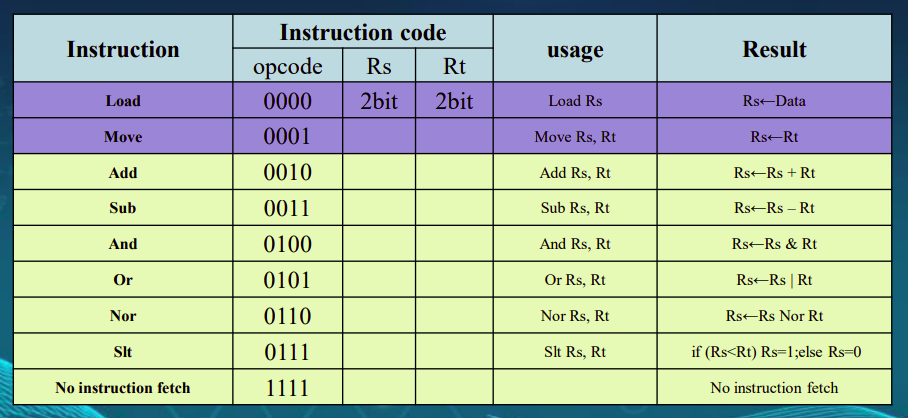 Instruction Instruction code usage Result
opcode Rs Rt
Load 0000 2bit 2bit Load Rs Rs←Data
Move 0001 Move Rs, Rt Rs←Rt
Add 0010 Add Rs, Rt Rs←Rs + Rt
Sub 0011 Sub Rs, Rt Rs←Rs – Rt
And 0100 And Rs, Rt Rs←Rs & Rt
Or 0101 Or Rs, Rt Rs←Rs | Rt
Nor 0110 Nor Rs, Rt Rs←Rs Nor Rt
Slt 0111 Slt Rs, Rt if (Rs<Rt) Rs=1;else Rs=0
No instruction fetch 1111 No instruction fetch